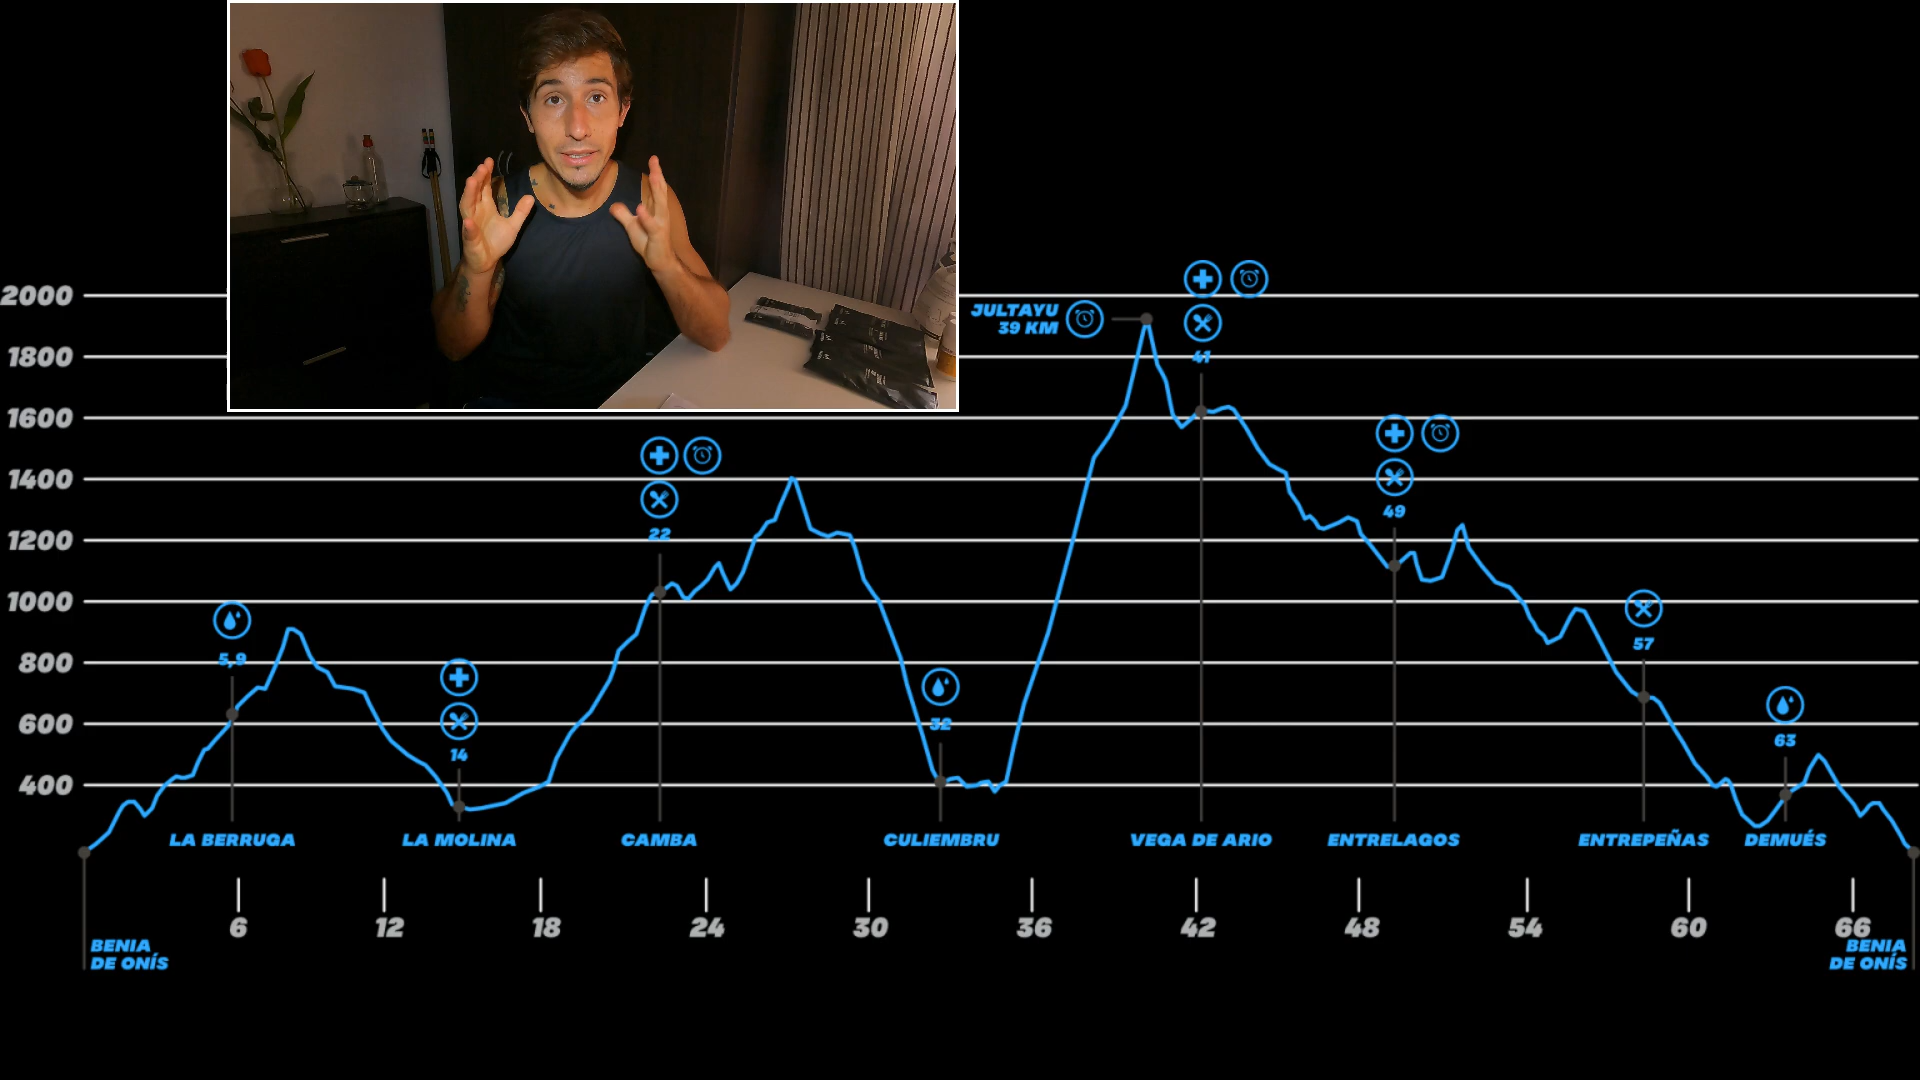 2000
1800
1600
1400
1200
1000
800
600
400
JULTAYU
39 KM
41
22
49
5,9
57
14
32
63
LA BERRUGA
LA MOLINA
CAMBA
CULIEMBRU
VEGA DE ARIO
ENTRELAGOS
ENTREPEÑAS
DEMUÉS
6
12
18
24
30
36
42
48
54
60
66
BENIA
DE ONÍS
BENIA
DE ONÍS